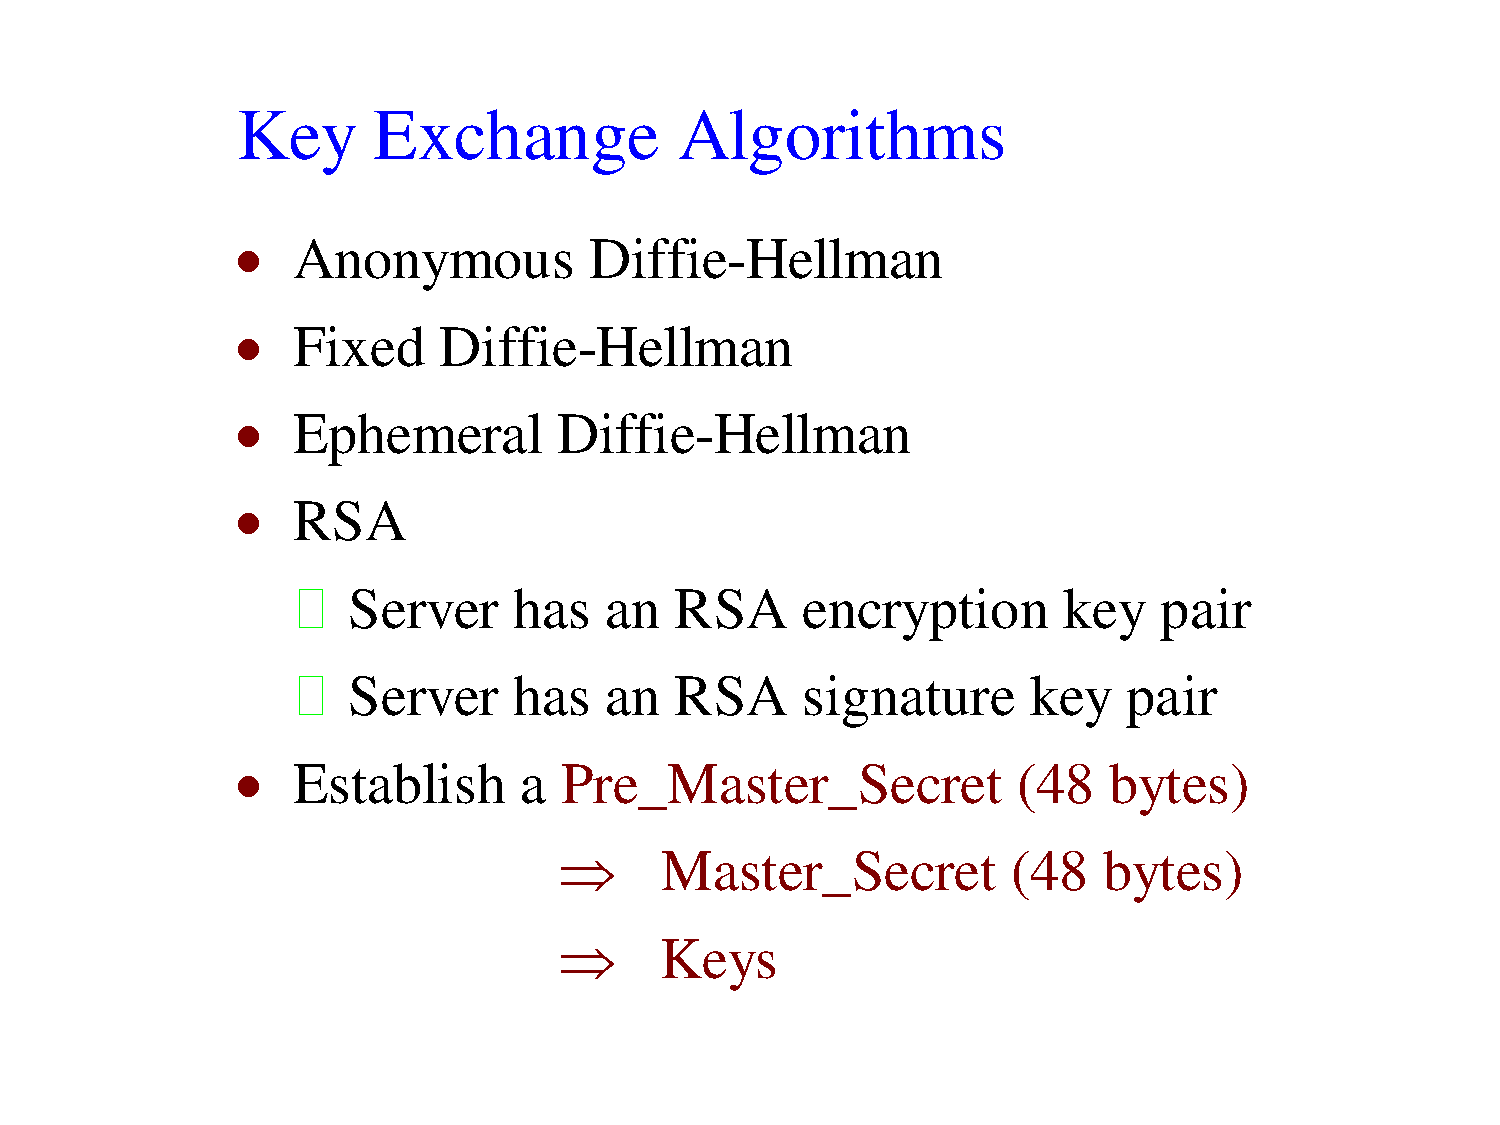 Key Exchange Algorithms
• Anonymous Diffie-Hellman
• Fixed Diffie-Hellman
• Ephemeral Diffie-Hellman
• RSA
▯ Server has an RSA encryption key pair
▯ Server has an RSA signature key pair
• Establish a Pre_Master_Secret (48 bytes)
⇒ Master_Secret (48 bytes)
⇒ Keys